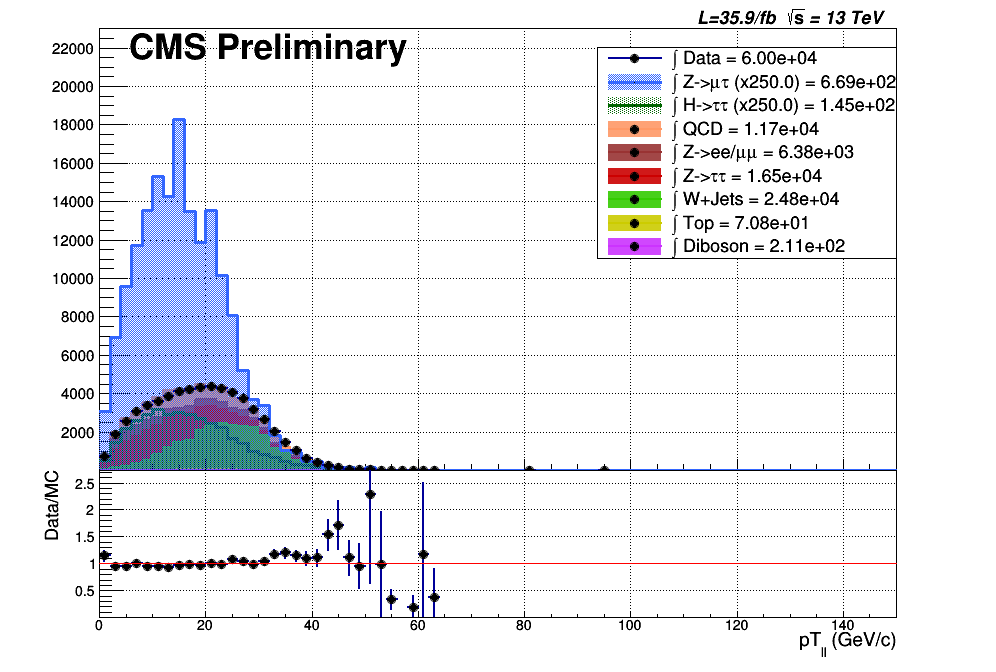 L=35.9/fb √s = 13 TeV
CMS Preliminary
∫ Data = 6.00e+04
∫ Z->μτ (x250.0) = 6.69e+02
∫ H->ττ (x250.0) = 1.45e+02
∫ QCD = 1.17e+04
∫ Z->ee/μμ = 6.38e+03
∫ Z->ττ = 1.65e+04
∫ W+Jets = 2.48e+04
∫ Top = 7.08e+01
∫ Diboson = 2.11e+02
22000
20000
18000
16000
14000
12000
10000
8000
6000
4000
2000
Data/MC
2.5
2
1.5
1
0.5
0 20 40 60 80 100 120 140
pT|| (GeV/c)